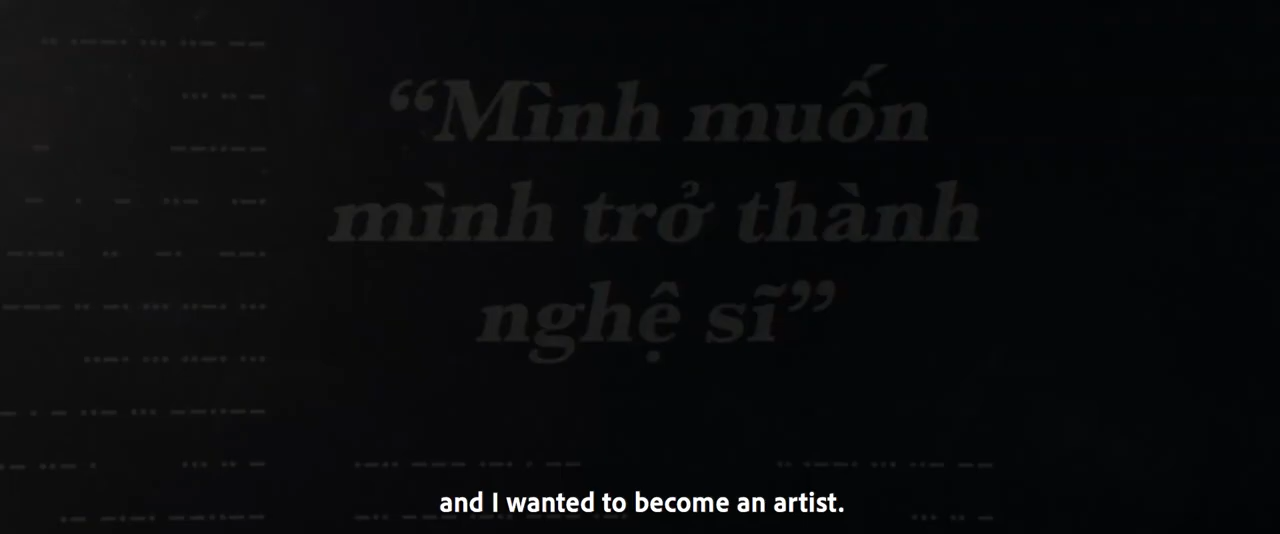 “Mình muốn
mình trở thành
nghệ sĩ”
and I wanted to become an artist.